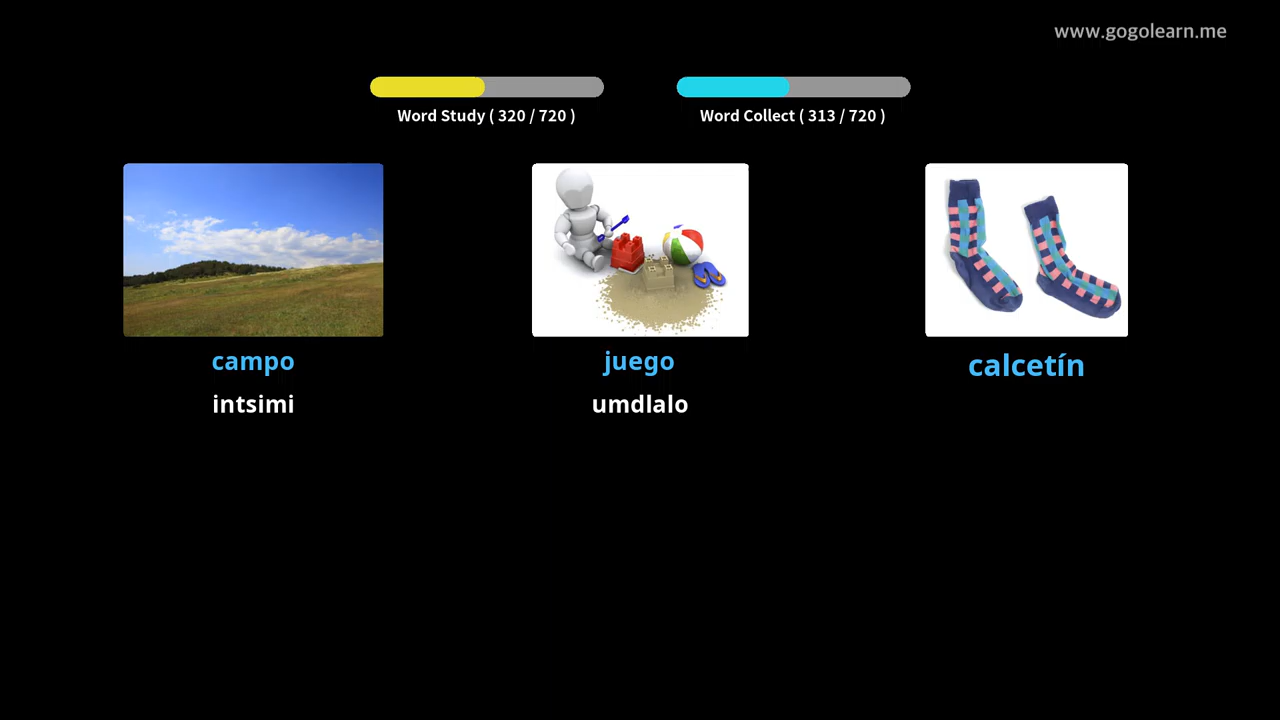 www.gogolearn.me
Word Study ( 320 / 720 )
Word Collect ( 313 / 720 )
campo
intsimi
juego
umdlalo
calcetín